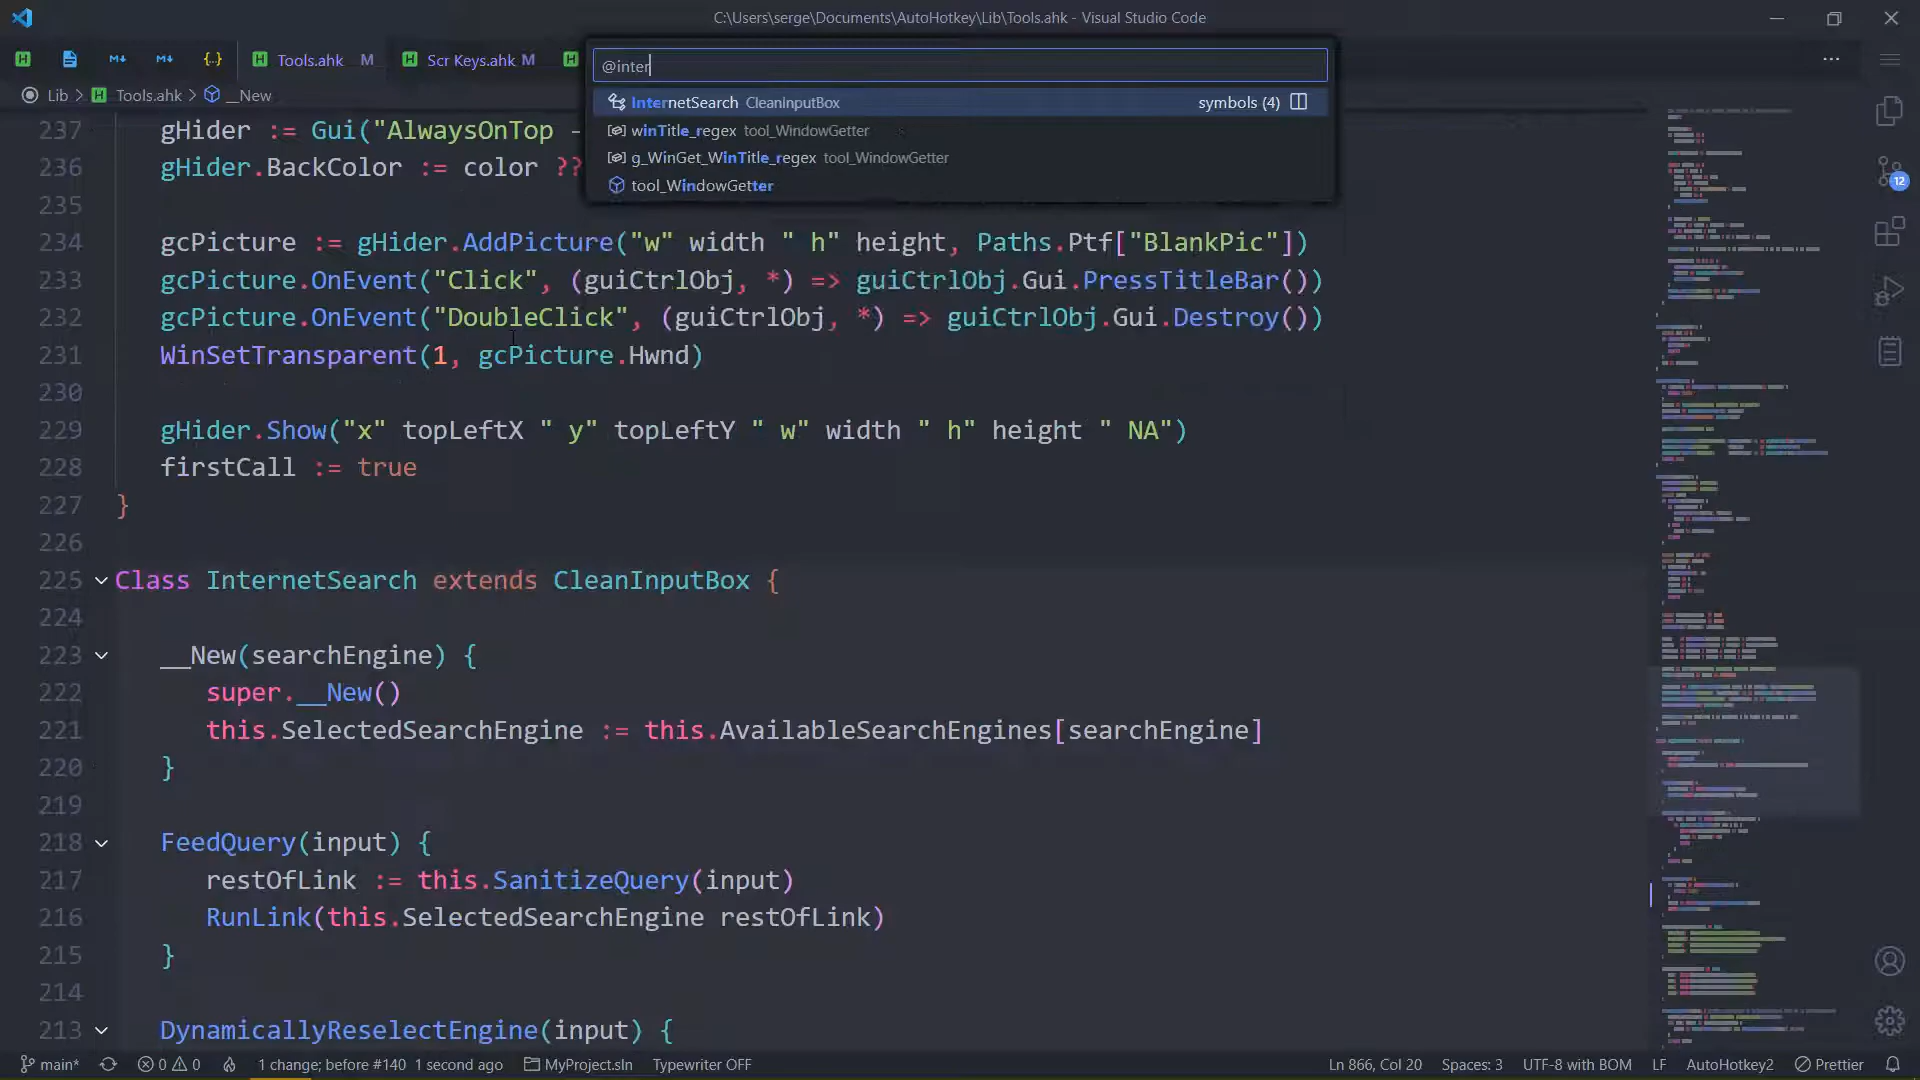 C:\Users\serge\Documents\AutoHotkey\Lib\Tools.ahk - Visual Studio Code
Tools.ahk M
Scr Keys.ahk M
@inter
InternetSearch CleanInputBox symbols (4)
winTitle_regex tool_WindowGetter
g_WinGet_WinTitle_regex tool_WindowGetter
tool_WindowGetter
Lib > Tools.ahk > __New
237 gHider := Gui("AlwaysOnTop -
236 gHider.BackColor := color ??
235
234 gcPicture := gHider.AddPicture("w" width " h" height, Paths.Ptf["BlankPic"])
233 gcPicture.OnEvent("Click", (guiCtrlObj, *) => guiCtrlObj.Gui.PressTitleBar())
232 gcPicture.OnEvent("DoubleClick", (guiCtrlObj, *) => guiCtrlObj.Gui.Destroy())
231 WinSetTransparent(1, gcPicture.Hwnd)
230
229 gHider.Show("x" topLeftX " y" topLeftY " w" width " h" height " NA")
228 firstCall := true
227 }
226
225 Class InternetSearch extends CleanInputBox {
224
223 __New(searchEngine) {
222 super.__New()
221 this.SelectedSearchEngine := this.AvailableSearchEngines[searchEngine]
220 }
219
218 FeedQuery(input) {
217 restOfLink := this.SanitizeQuery(input)
216 RunLink(this.SelectedSearchEngine restOfLink)
215 }
214
213 DynamicallyReselectEngine(input) {
12
main* 0 0 1 change; before #140 1 second ago MyProject.sln Typewriter OFF Ln 866, Col 20 Spaces: 3 UTF-8 with BOM LF AutoHotkey2 Prettier